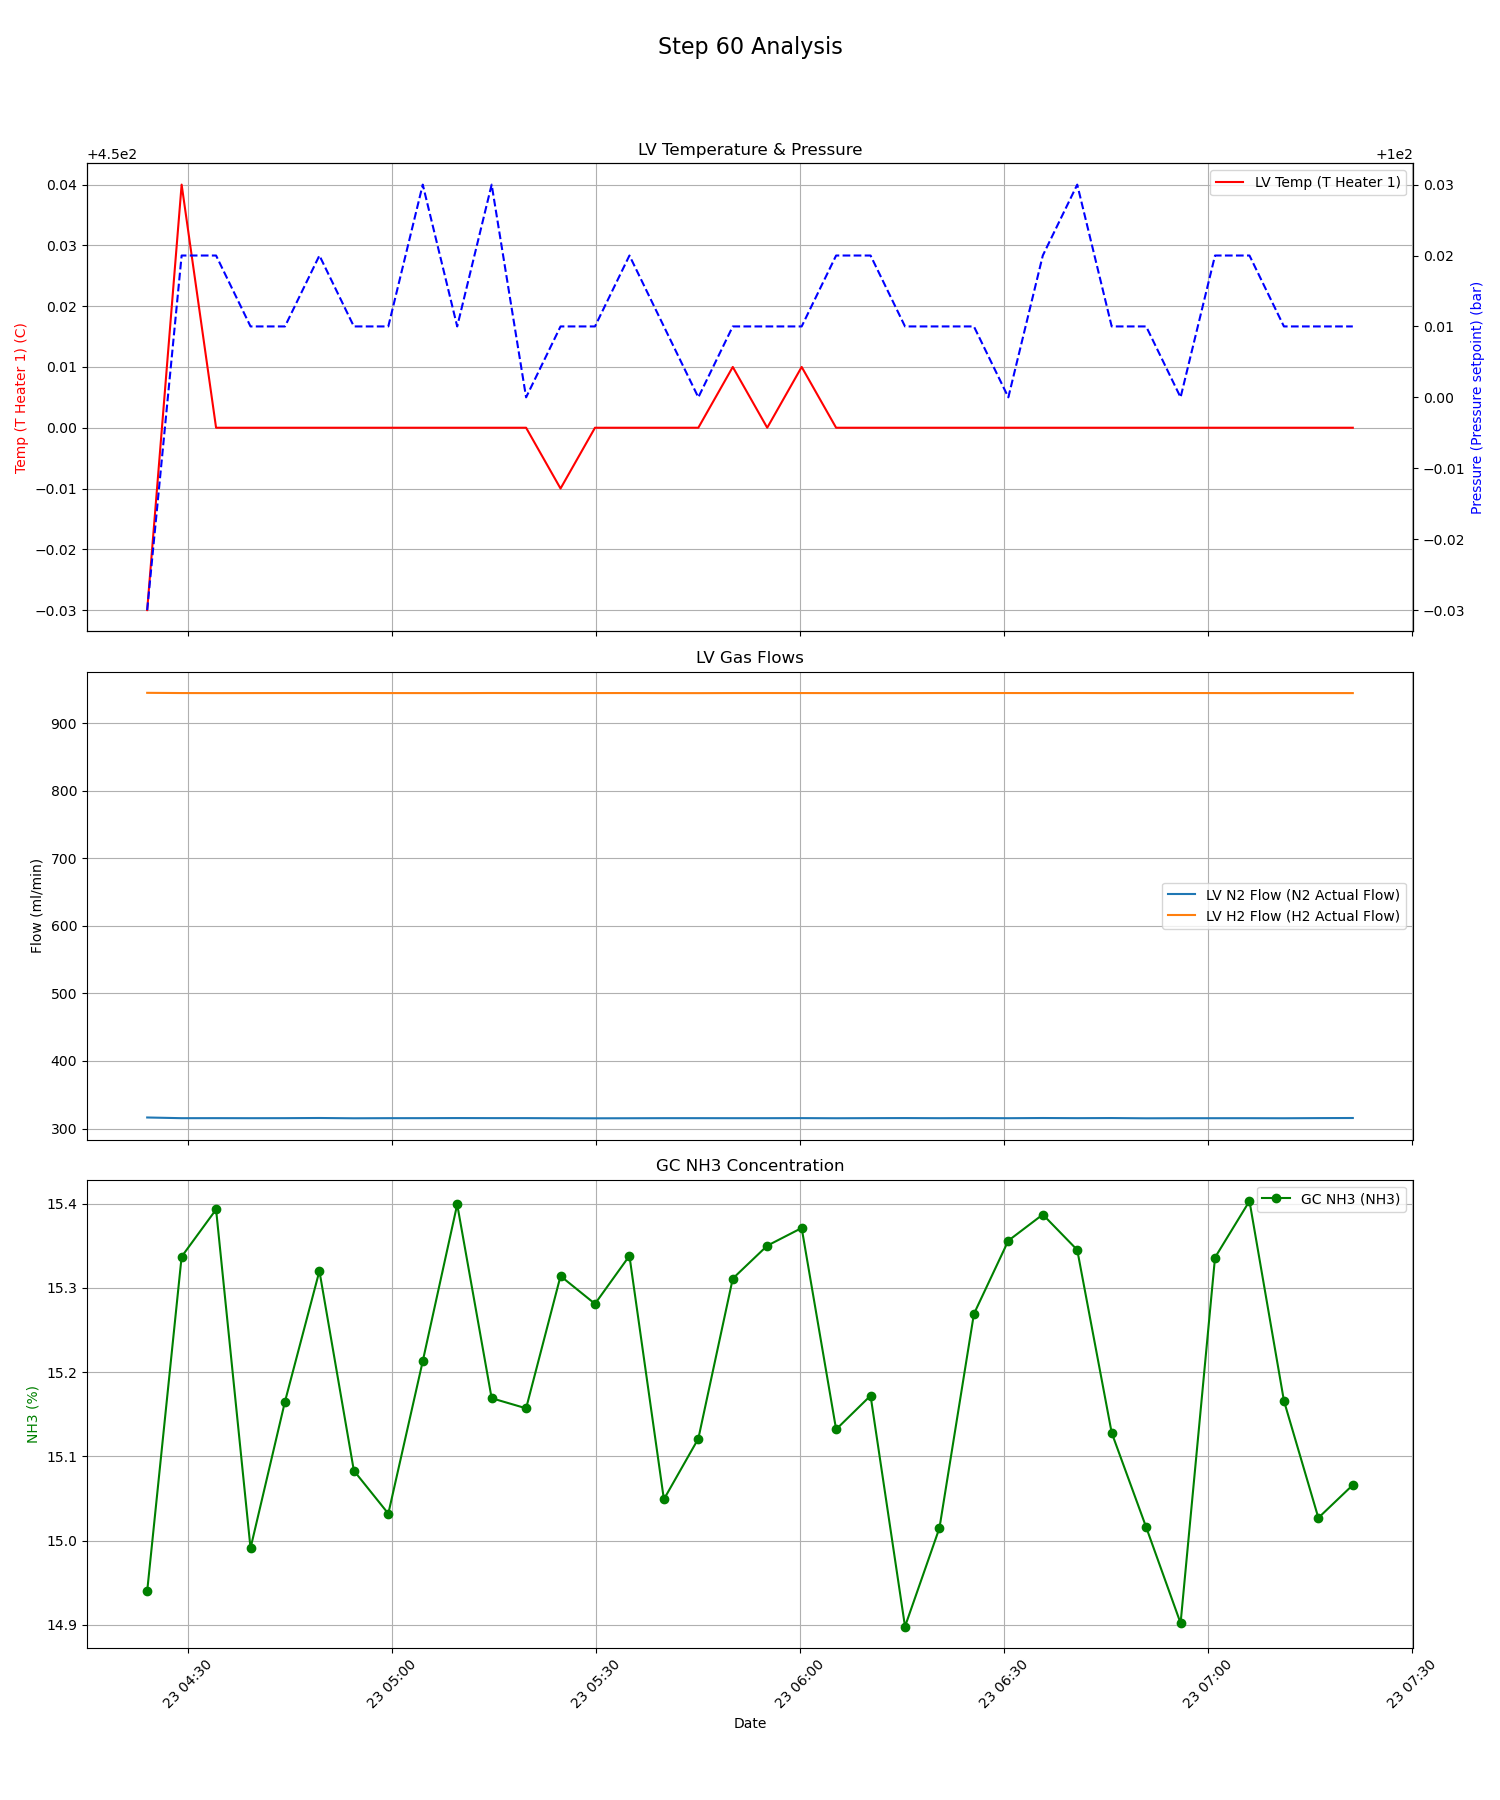 Step 60 Analysis
LV Temperature & Pressure
+4.5e2
+1e2
LV Temp (T Heater 1)
0.04
0.03
0.02
0.01
0.00
−0.01
−0.02
−0.03
Temp (T Heater 1) (C)
0.03
0.02
0.01
0.00
−0.01
−0.02
−0.03
Pressure (Pressure setpoint) (bar)
LV Gas Flows
900
800
700
600
500
400
300
Flow (ml/min)
LV N2 Flow (N2 Actual Flow)
LV H2 Flow (H2 Actual Flow)
GC NH3 Concentration
GC NH3 (NH3)
15.4
15.3
15.2
15.1
15.0
14.9
NH3 (%)
23 04:30
23 05:00
23 05:30
23 06:00
23 06:30
23 07:00
23 07:30
Date